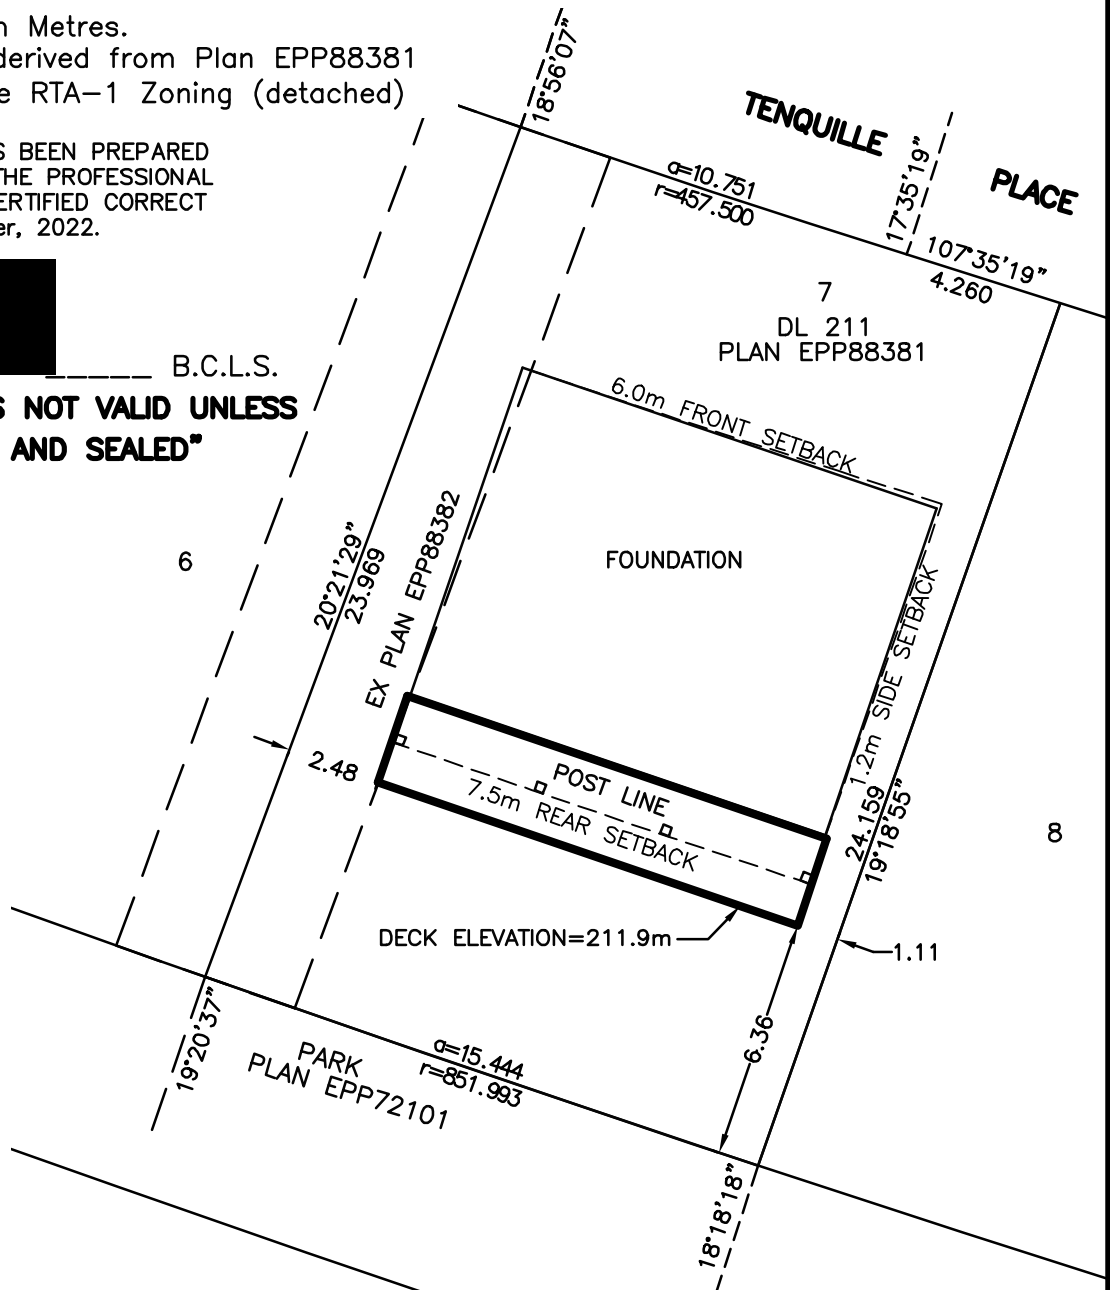 n Metres.
derived from Plan EPP88381
e RTA-1 Zoning (detached)
S BEEN PREPARED
THE PROFESSIONAL
ERTIFIED CORRECT
er, 2022.
_____ B.C.L.S.
S NOT VALID UNLESS
AND SEALED"
18°56'07"
TENQUILLE
PLACE
a=10.751
r=457.500
17°35'19"
107°35'19"
4.260
7
DL 211
PLAN EPP88381
6.0m FRONT SETBACK
FOUNDATION
6
20°21'29"
23.969
EX PLAN EPP88382
1.2m SIDE SETBACK
2.48
POST LINE
7.5m REAR SETBACK
24.159
19°18'55"
8
DECK ELEVATION=211.9m
1.11
6.36
19°20'37"
PARK
PLAN EPP72101
a=15.444
r=851.993
18°18'18"